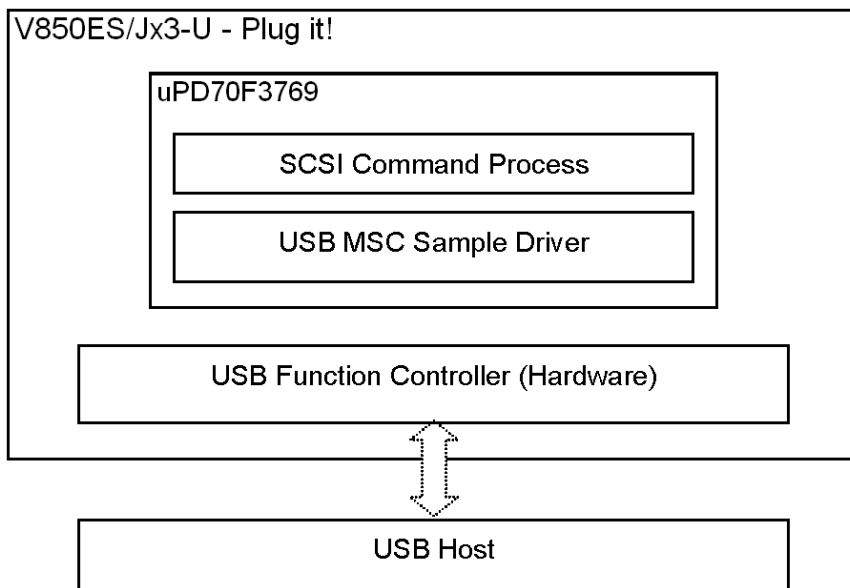 V850ES/Jx3-U - Plug it!
uPD70F3769
SCSI Command Process
USB MSC Sample Driver
USB Function Controller (Hardware)
USB Host